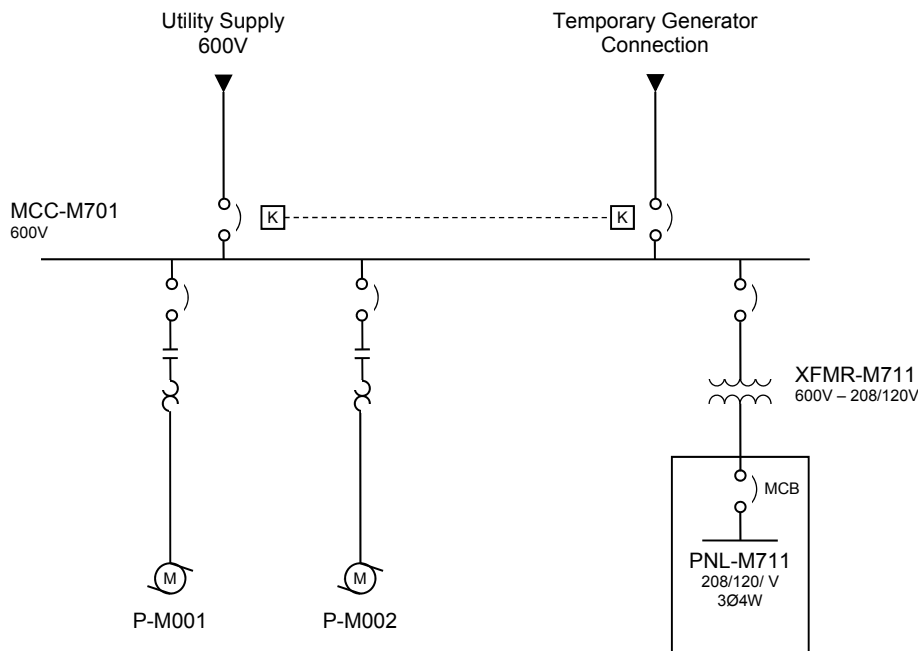 Utility Supply
600V
Temporary Generator
Connection
MCC-M701
600V
K
K
XFMR-M711
600V – 208/120V
MCB
PNL-M711
208/120/ V
3Ø4W
M
M
P-M001
P-M002